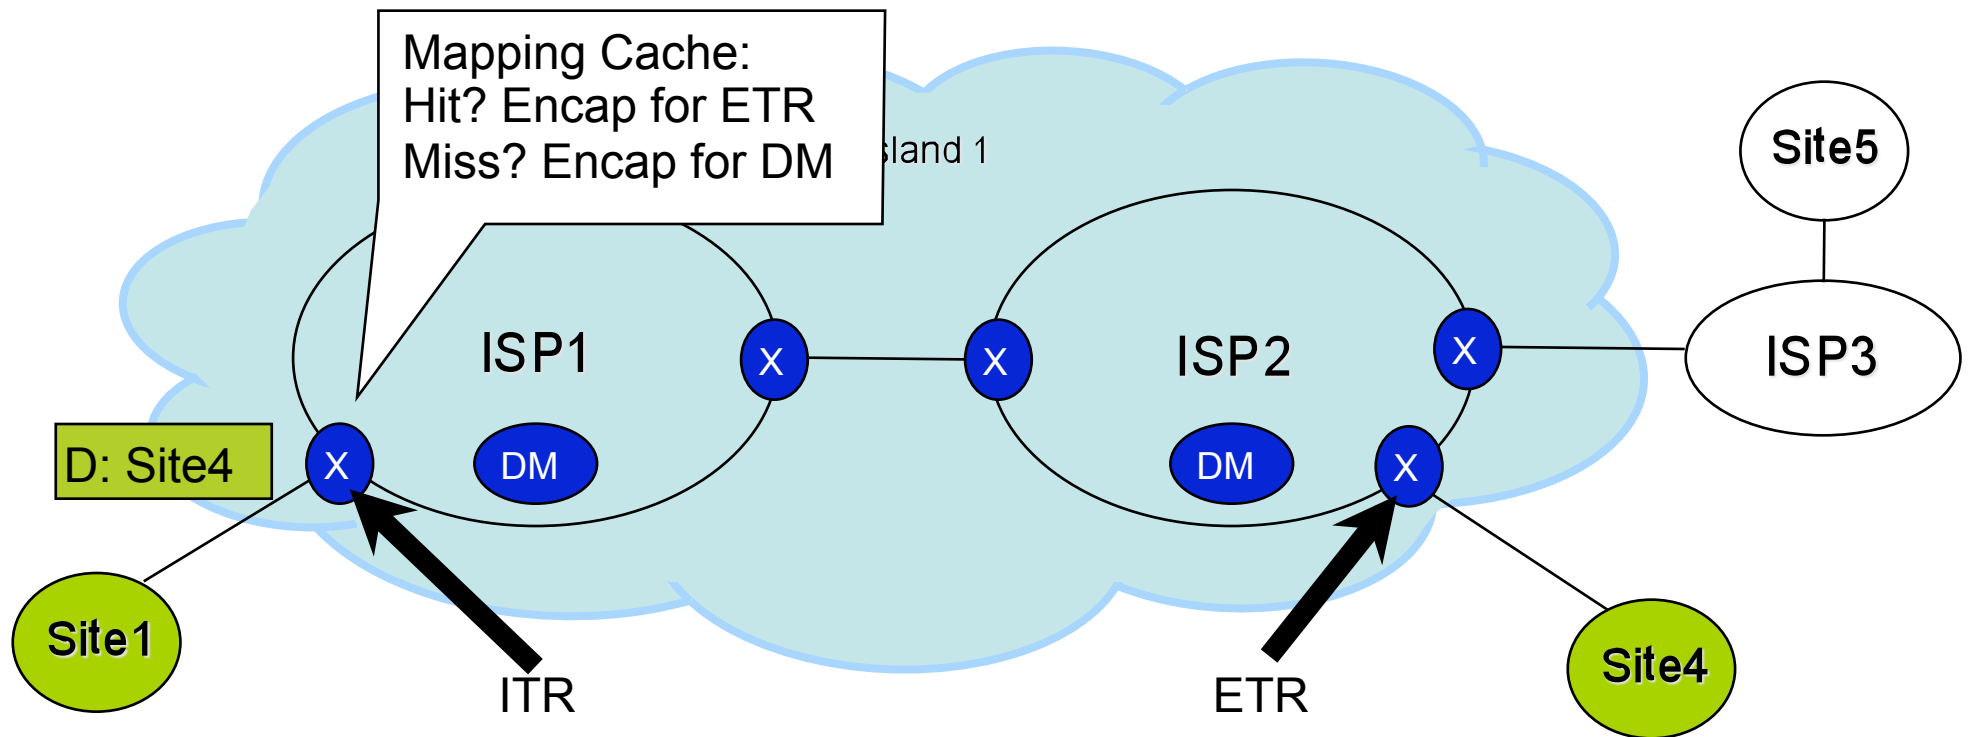 Mapping Cache:
Hit? Encap for ETR
Miss? Encap for DM
sland 1
Site5
ISP1
X
X
ISP2
X
ISP3
D: Site4
X
DM
DM
X
Site1
ITR
ETR
Site4